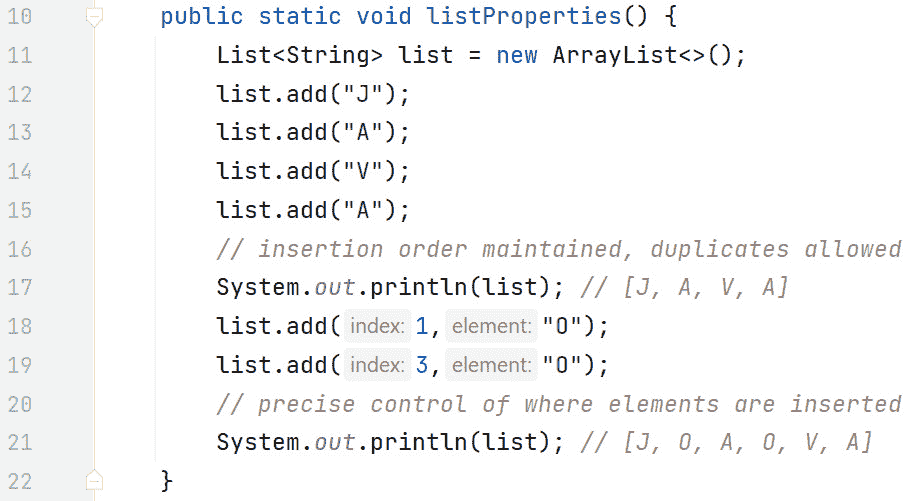 10 public static void listProperties() {
11 List<String> list = new ArrayList<>();
12 list.add("J");
13 list.add("A");
14 list.add("V");
15 list.add("A");
16 // insertion order maintained, duplicates allowed
17 System.out.println(list); // [J, A, V, A]
18 list.add( index: 1, element: "O");
19 list.add( index: 3, element: "O");
20 // precise control of where elements are inserted
21 System.out.println(list); // [J, O, A, O, V, A]
22 }